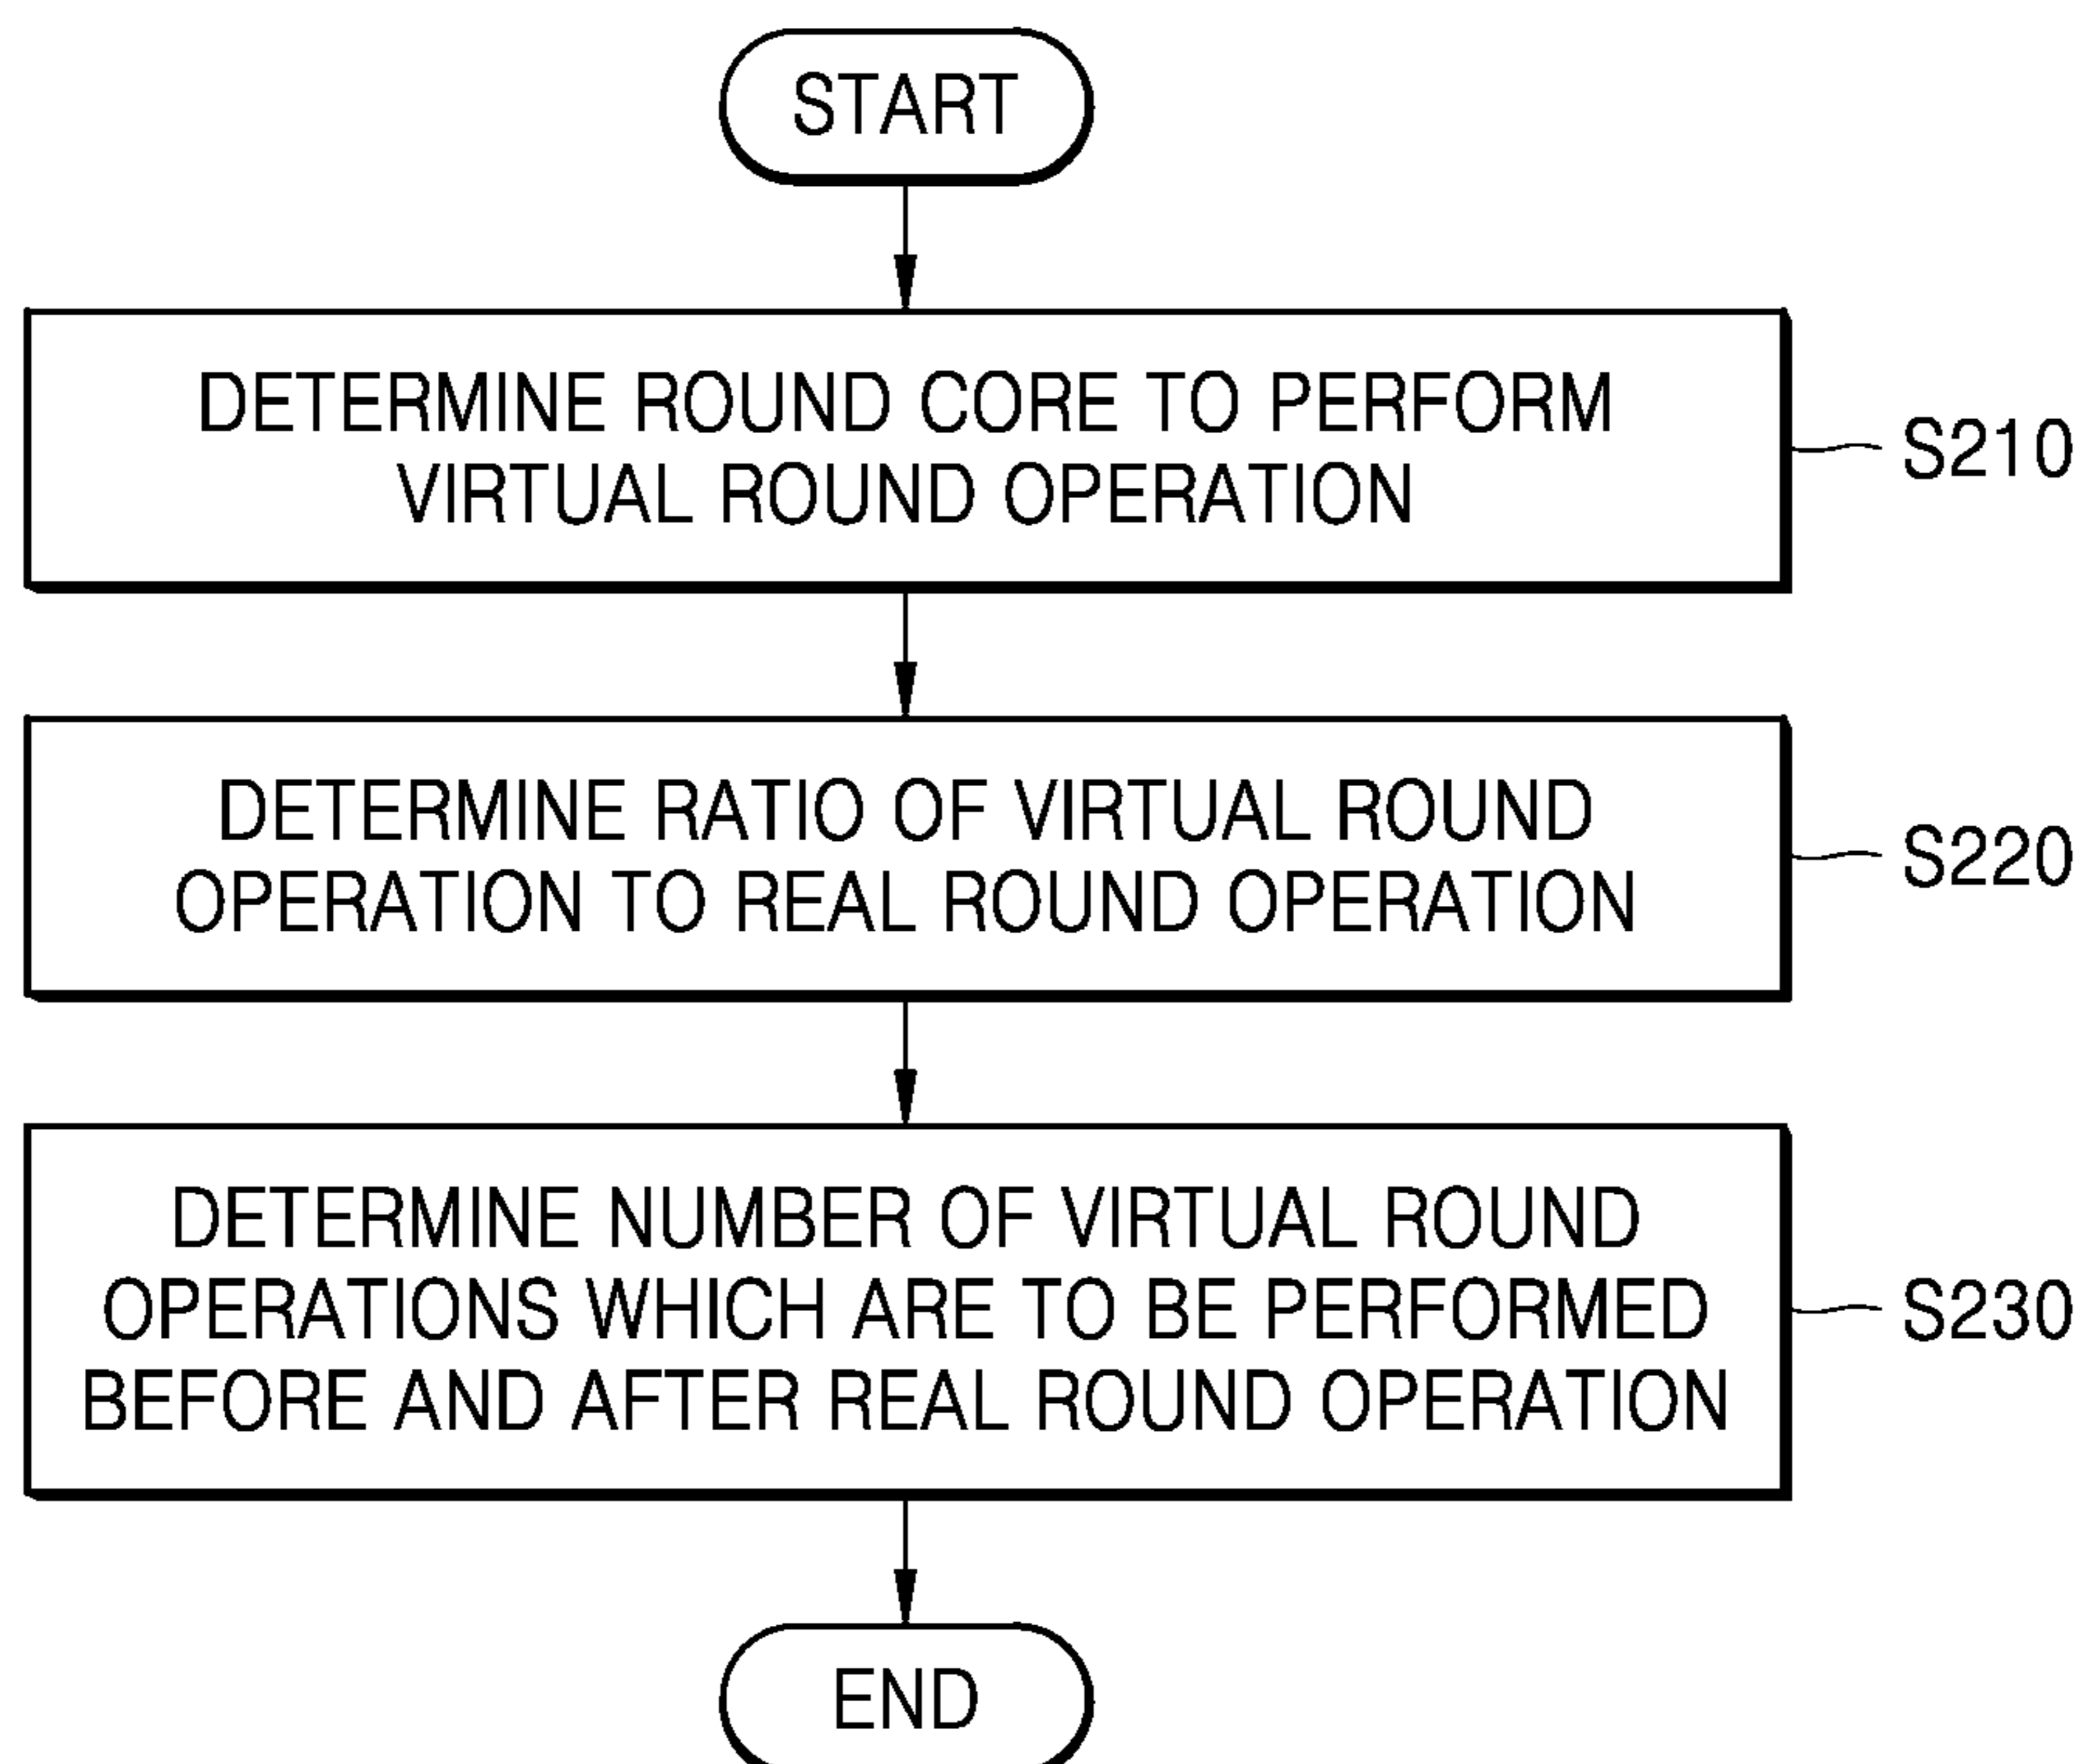 START
DETERMINE ROUND CORE TO PERFORM
VIRTUAL ROUND OPERATION
S210
DETERMINE RATIO OF VIRTUAL ROUND
OPERATION TO REAL ROUND OPERATION
S220
DETERMINE NUMBER OF VIRTUAL ROUND
OPERATIONS WHICH ARE TO BE PERFORMED
BEFORE AND AFTER REAL ROUND OPERATION
S230
END